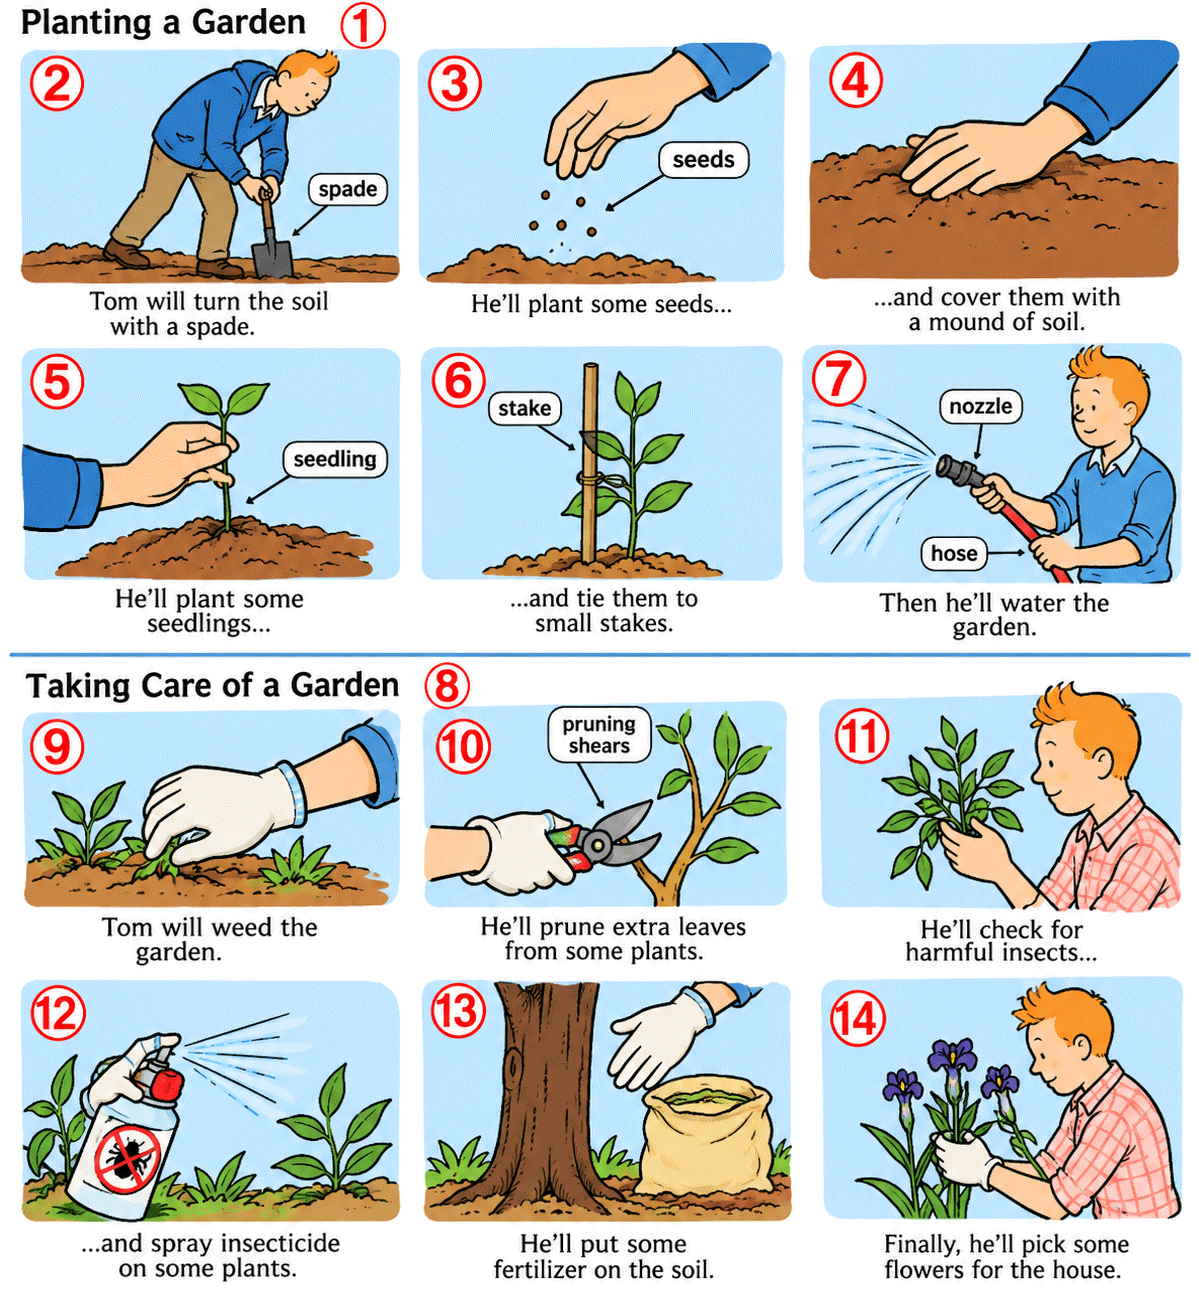 Planting a Garden 1
2
spade
Tom will turn the soil
with a spade.
3
seeds
He'll plant some seeds...
4
...and cover them with
a mound of soil.
5
seedling
He'll plant some
seedlings...
6
stake
...and tie them to
small stakes.
7
nozzle
hose
Then he'll water the
garden.
Taking Care of a Garden 8
9
Tom will weed the
garden.
10
pruning
shears
He'll prune extra leaves
from some plants.
11
He'll check for
harmful insects...
12
...and spray insecticide
on some plants.
13
He'll put some
fertilizer on the soil.
14
Finally, he'll pick some
flowers for the house.